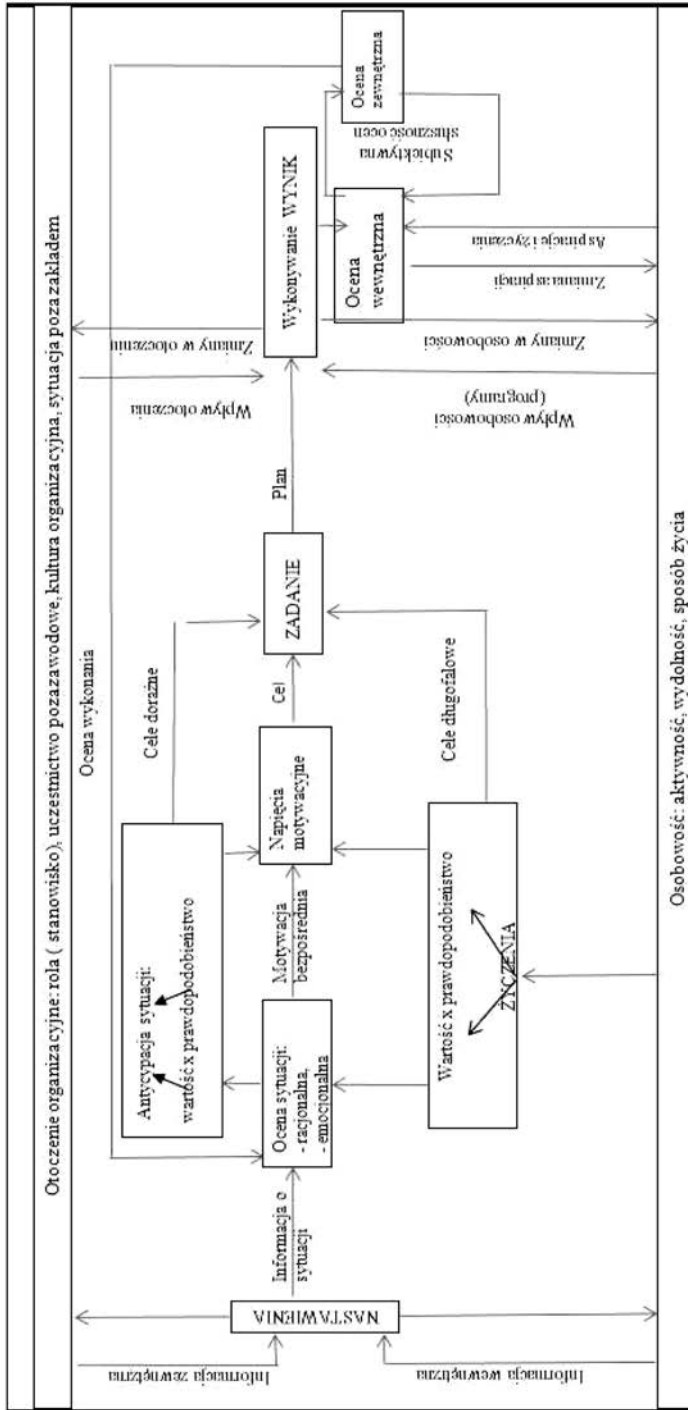 Otoczenie organizacyjne: rola ( stanowisko), uczestnictwo pozazawodowe, kultura organizacyjna, sytuacja poza zakładem
Informacja zewnętrzna
Informacja wewnętrzna
NASTAWIENIA
Informacja o
sytuacji
Ocena wykonania
Antycypacja sytuacji:
wartość x prawdopodobieństwo
Ocena sytuacji:
- racjonalna,
- emocjonalna
Wartość x prawdopodobieństwo
ŻYCZENIA
Motywacja
bezpośrednia
Napięcia
motywacyjne
Cele doraźne
Cel
Cele długofalowe
ZADANIE
Plan
Wpływ otoczenia
Zmiany w otoczeniu
Wykonywanie WYNIK
Wpływ osobowości
(programy)
Zmiany w osobowości
Ocena
wewnętrzna
Zmiana aspiracji
Aspiracje i życzenia
Subiektywna
słuszność ocen
Ocena
zewnętrzna
Osobowość: aktywność, wydolność, sposób życia